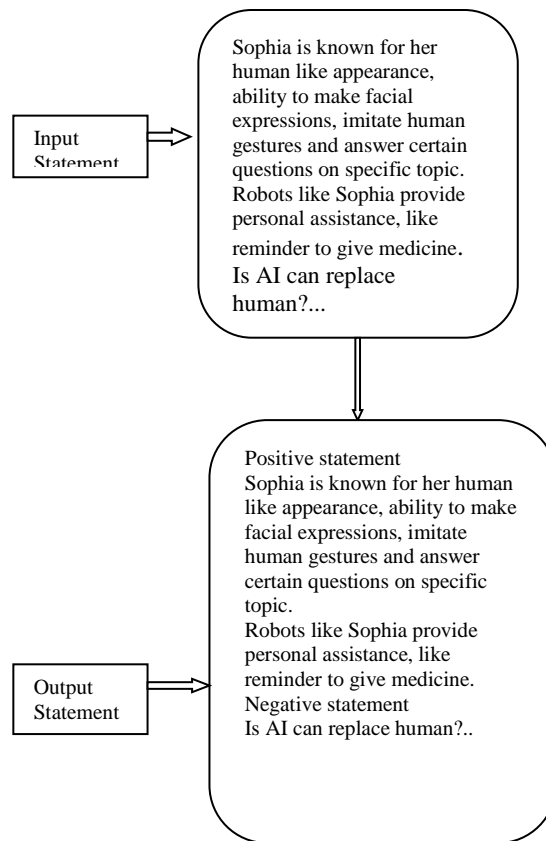 Sophia is known for her
human like appearance,
ability to make facial
expressions, imitate human
gestures and answer certain
questions on specific topic.
Robots like Sophia provide
personal assistance, like
reminder to give medicine.
Is AI can replace
human?...
Input
Statement
Positive statement
Sophia is known for her human
like appearance, ability to make
facial expressions, imitate
human gestures and answer
certain questions on specific
topic.
Robots like Sophia provide
personal assistance, like
reminder to give medicine.
Negative statement
Is AI can replace human?..
Output
Statement